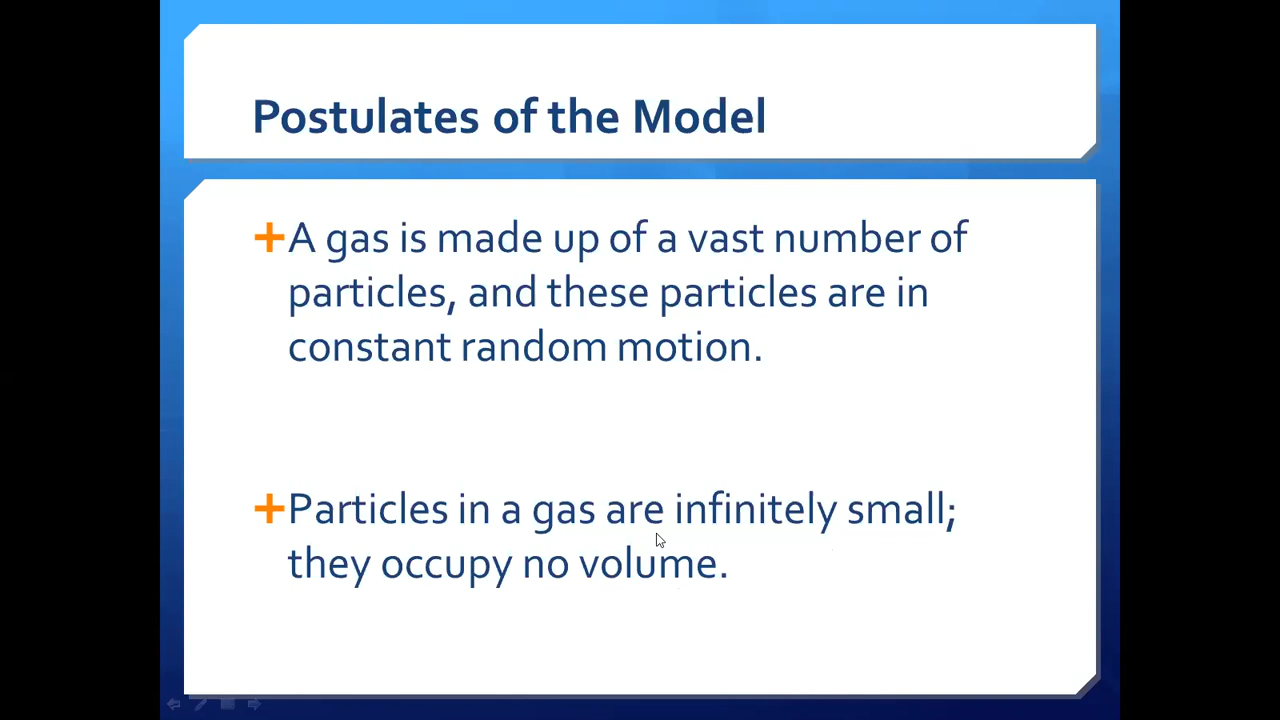 Postulates of the Model
A gas is made up of a vast number of
particles, and these particles are in
constant random motion.
Particles in a gas are infinitely small;
they occupy no volume.